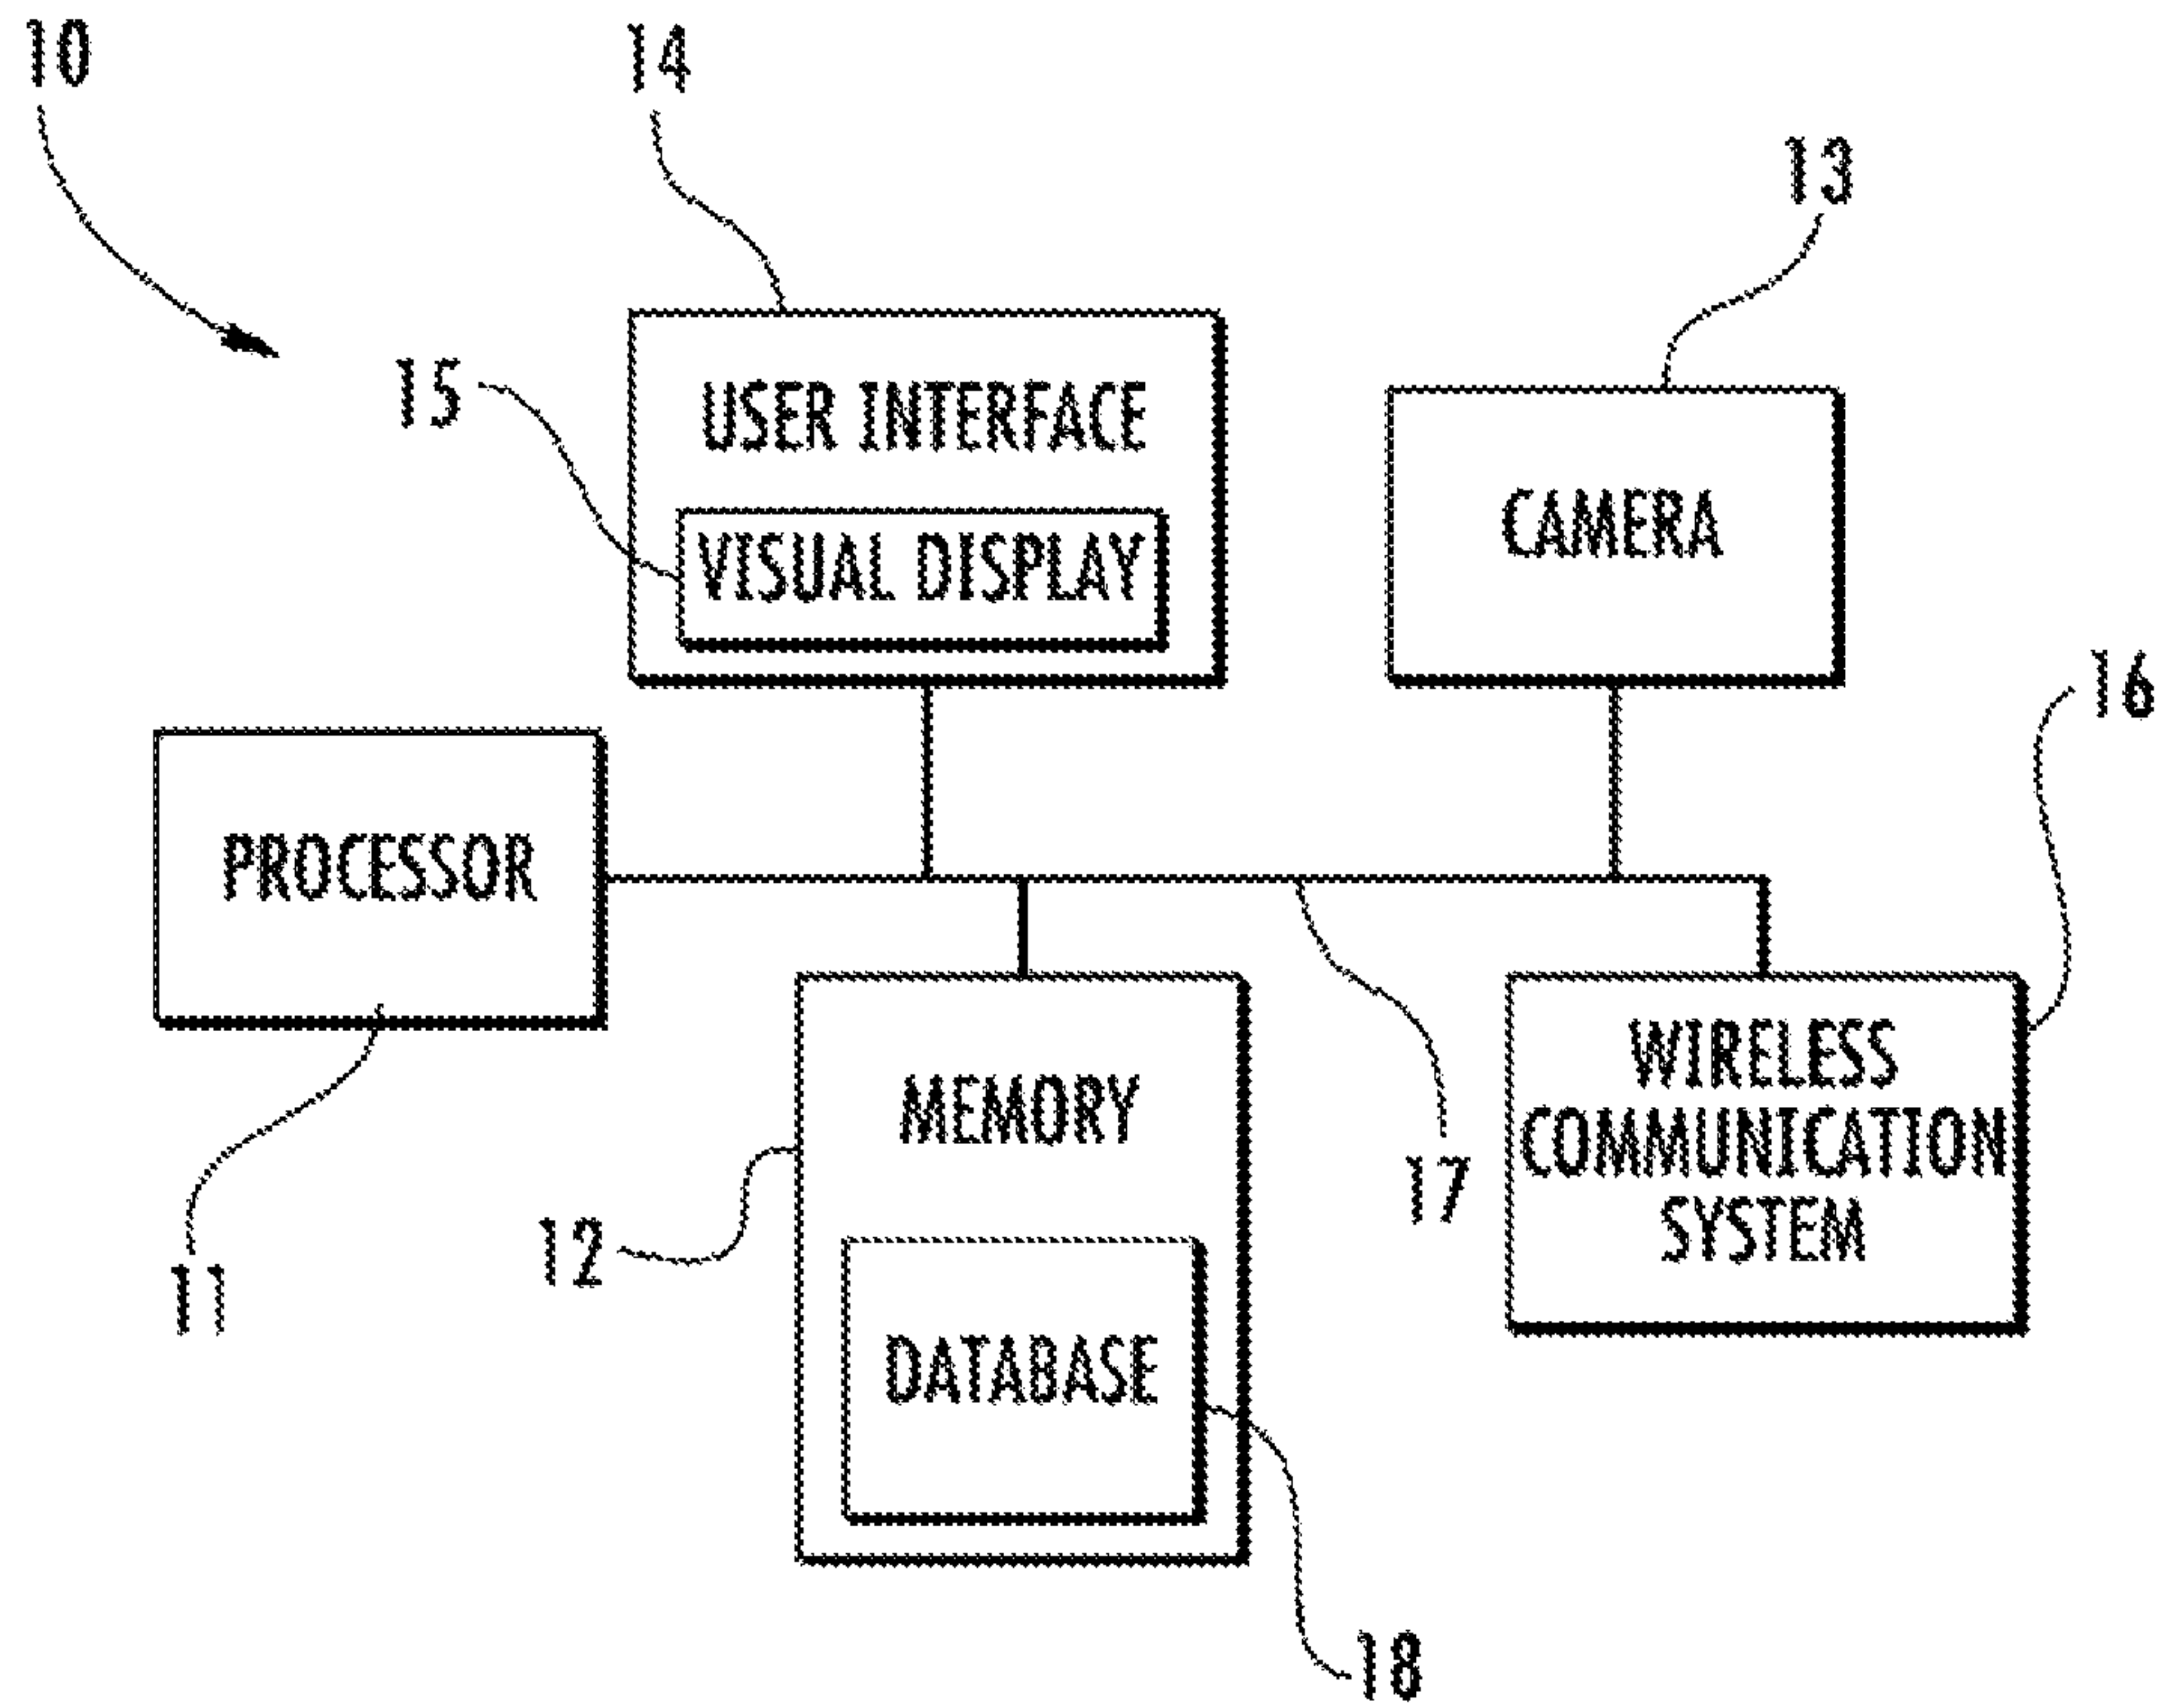 10
14
13
15
USER INTERFACE
VISUAL DISPLAY
CAMERA
16
PROCESSOR
MEMORY
WIRELESS
COMMUNICATION
SYSTEM
17
12
11
DATABASE
18